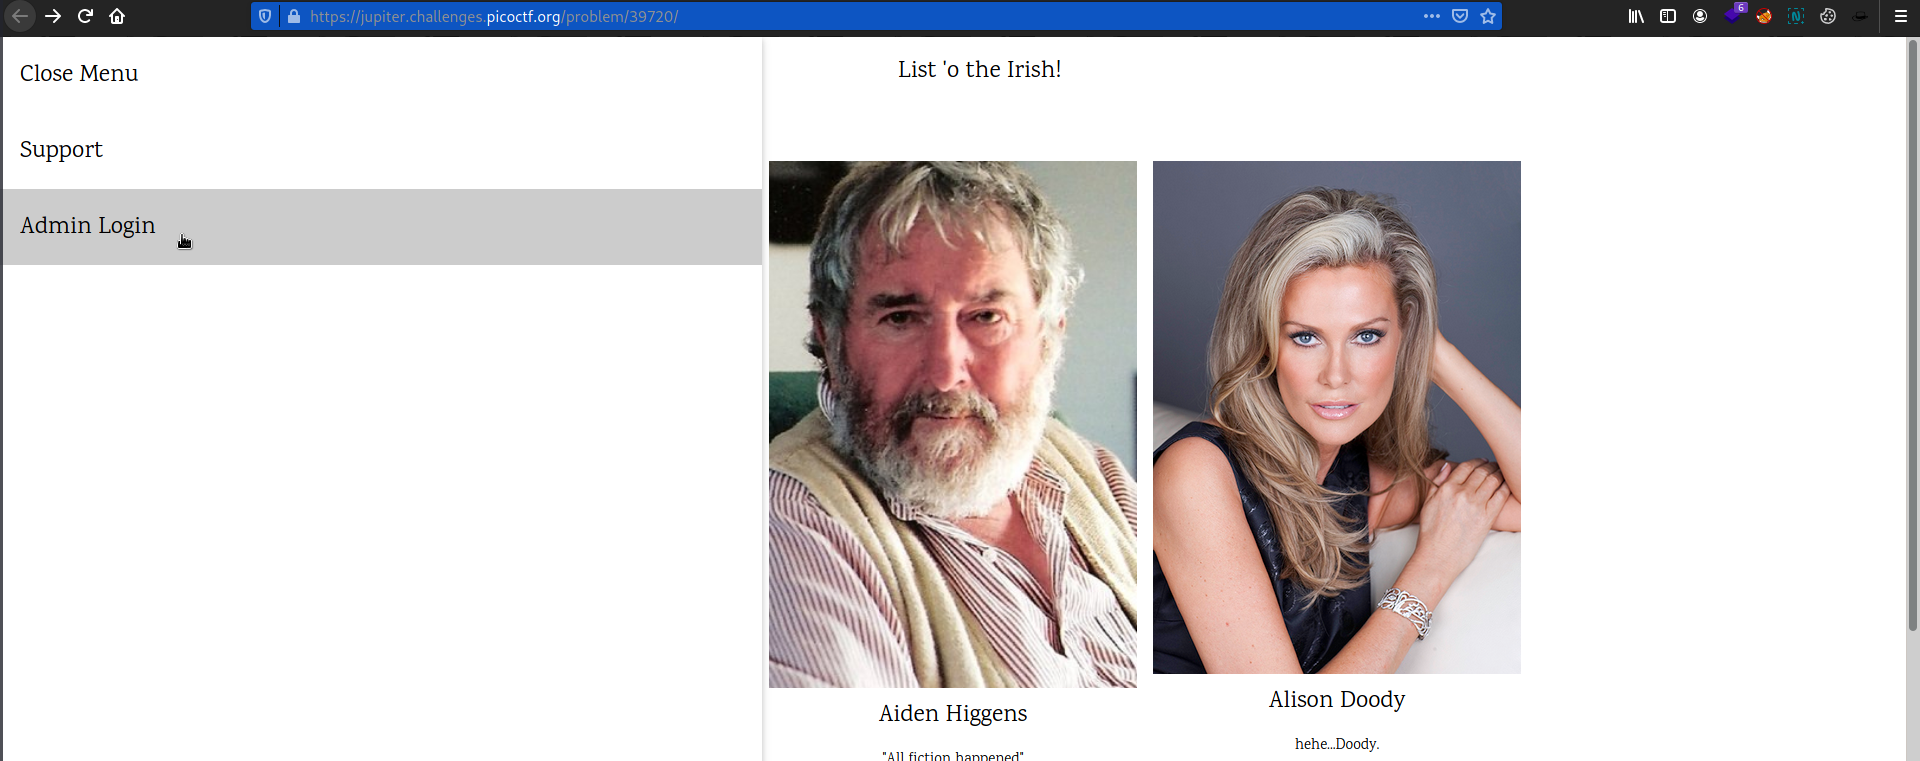 https://jupiter.challenges.picoctf.org/problem/39720/
6
Close Menu
Support
Admin Login
List 'o the Irish!
Aiden Higgens
"All fiction happened"
Alison Doody
hehe...Doody.